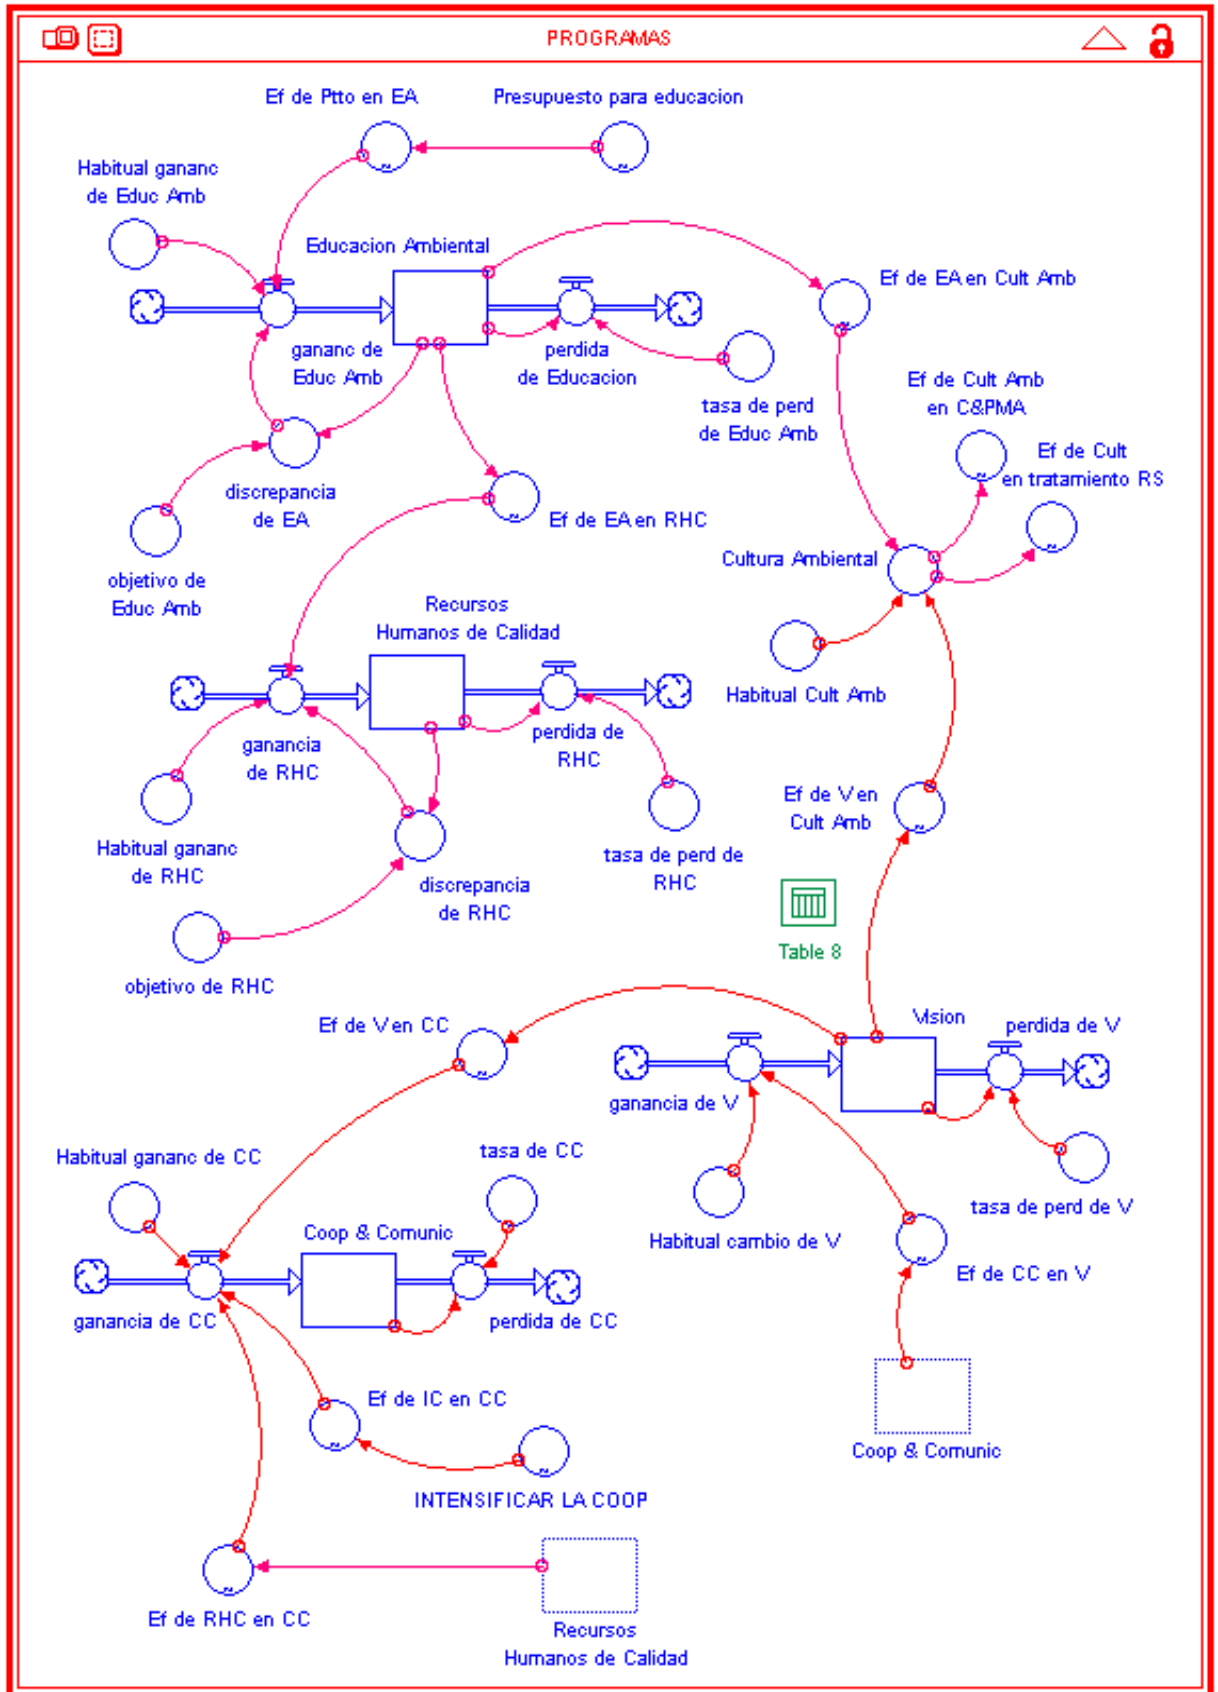 PROGRAMAS
Ef de Ptto en EA
Presupuesto para educacion
Habitual gananc
de Educ Amb
Educacion Ambiental
Ef de EA en Cult Amb
gananc de
Educ Amb
perdida
de Educacion
tasa de perd
de Educ Amb
Ef de Cult Amb
en C&PMA
Ef de Cult
en tratamiento RS
discrepancia
de EA
Ef de EA en RHC
objetivo de
Educ Amb
Cultura Ambiental
Recursos
Humanos de Calidad
Habitual Cult Amb
ganancia
de RHC
perdida de
RHC
Ef de V en
Cult Amb
Habitual gananc
de RHC
tasa de perd de
RHC
discrepancia
de RHC
objetivo de RHC
Table 8
Ef de V en CC
Vision
perdida de V
ganancia de V
Habitual gananc de CC
tasa de CC
tasa de perd de V
Coop & Comunic
Habitual cambio de V
Ef de CC en V
ganancia de CC
perdida de CC
Ef de IC en CC
Coop & Comunic
INTENSIFICAR LA COOP
Ef de RHC en CC
Recursos
Humanos de Calidad